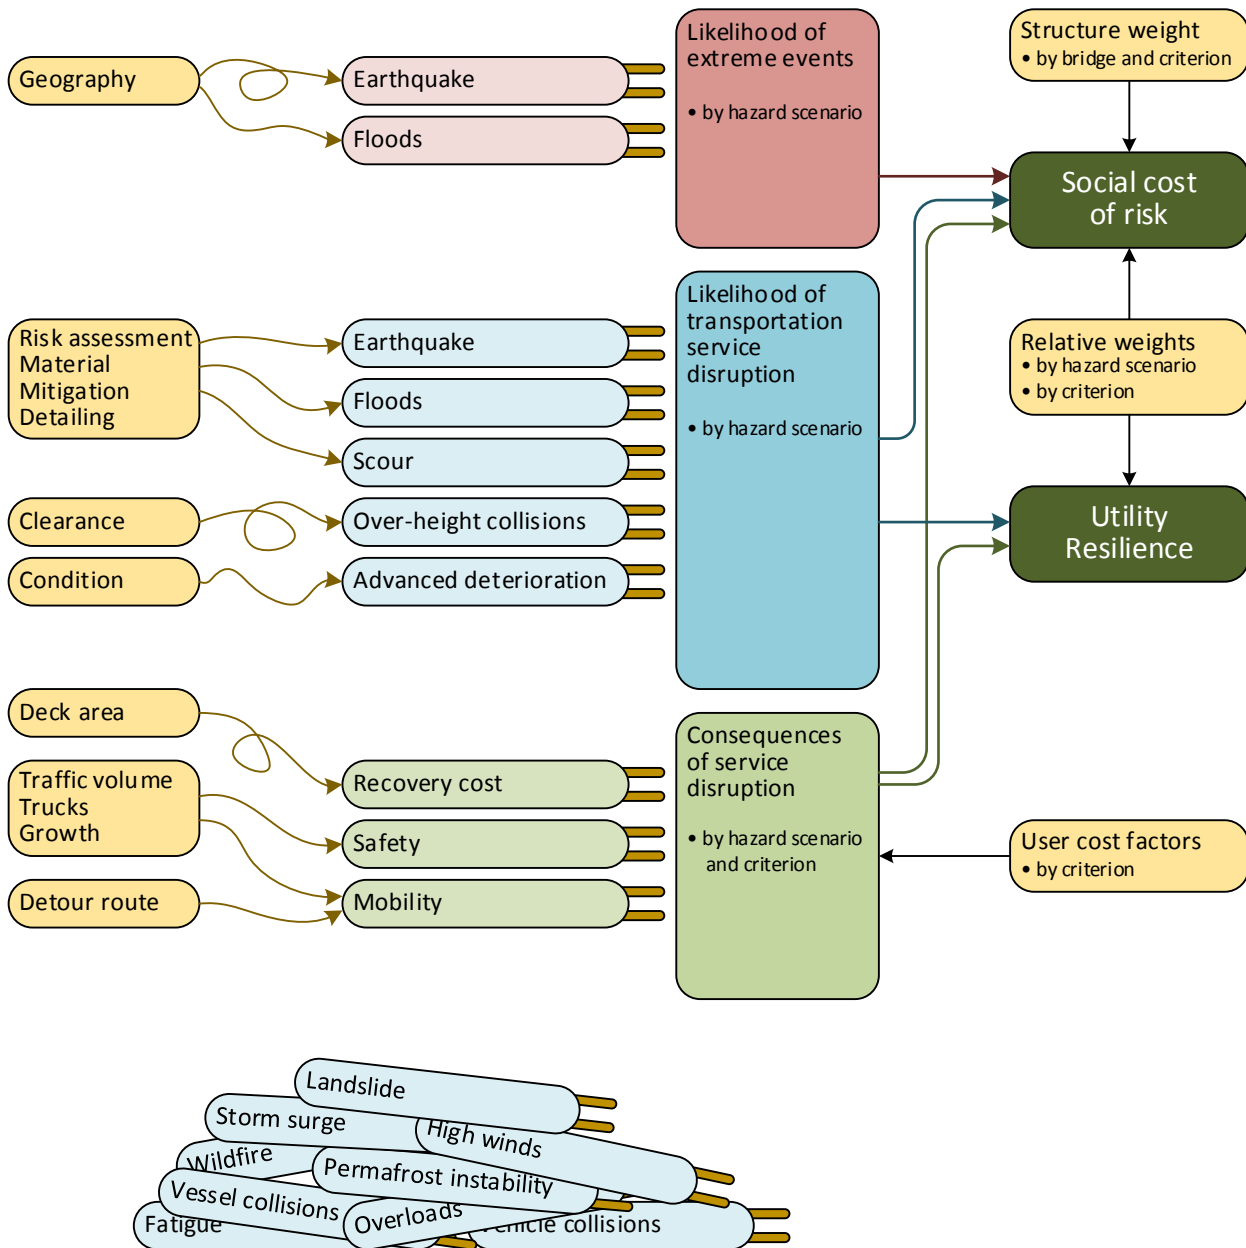 Geography
Earthquake
Floods
Likelihood of
extreme events
• by hazard scenario
Structure weight
• by bridge and criterion
Social cost
of risk
Risk assessment
Material
Mitigation
Detailing
Clearance
Condition
Earthquake
Floods
Scour
Over-height collisions
Advanced deterioration
Likelihood of
transportation
service
disruption
• by hazard scenario
Relative weights
• by hazard scenario
• by criterion
Utility
Resilience
Deck area
Traffic volume
Trucks
Growth
Detour route
Recovery cost
Safety
Mobility
Consequences
of service
disruption
• by hazard scenario
and criterion
User cost factors
• by criterion
Landslide
Storm surge
High winds
Wildfire
Permafrost instability
Vessel collisions
Overloads
Fatigue
Vehicle collisions